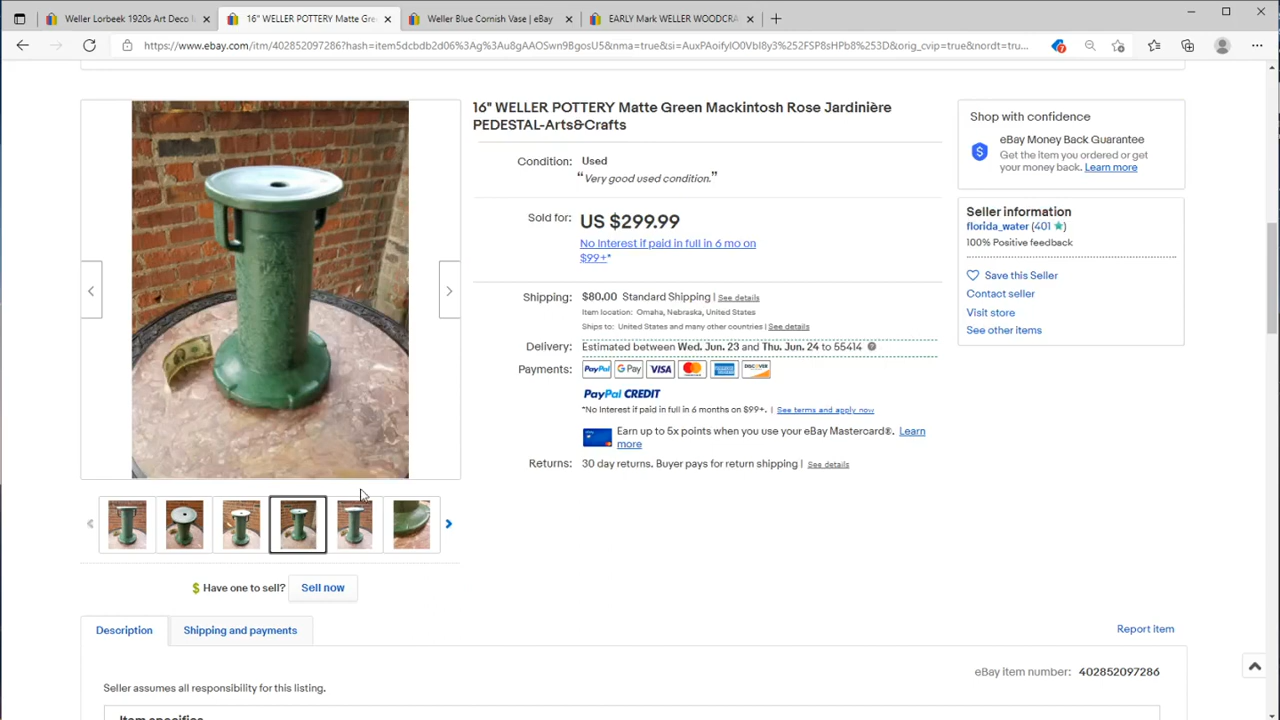 Weller Lorbeek 1920s Art Deco
16" WELLER POTTERY Matte Gre
Weller Blue Cornish Vase | eBay
EARLY Mark WELLER WOODCRA
https://www.ebay.com/itm/402852097286?hash=item5dcbdb2d06%3Ag%3Au8gAAOSwn9BgosU5&nma=true&si=AuxPAoifyIO0VbI8y3%252FSP8sHPb8%253D&orig_cvip=true&nordt=tru...
16" WELLER POTTERY Matte Green Mackintosh Rose Jardinière
PEDESTAL-Arts&Crafts
Condition: Used
"Very good used condition."
Sold for: US $299.99
No Interest if paid in full in 6 mo on
$99+*
Shipping: $80.00 Standard Shipping | See details
Item location: Omaha, Nebraska, United States
Ships to: United States and many other countries | See details
Delivery: Estimated between Wed. Jun. 23 and Thu. Jun. 24 to 55414
Payments: PayPal G Pay VISA
DISCOVER
PayPal CREDIT
*No Interest if paid in full in 6 months on $99+. | See terms and apply now
Earn up to 5x points when you use your eBay Mastercard®. Learn
more
Returns: 30 day returns. Buyer pays for return shipping | See details
Shop with confidence
eBay Money Back Guarantee
Get the item you ordered or get
your money back. Learn more
Seller information
florida_water (401)
100% Positive feedback
Save this Seller
Contact seller
Visit store
See other items
$ Have one to sell? Sell now
Description
Shipping and payments
Report item
eBay item number: 402852097286
Seller assumes all responsibility for this listing.
Item specifics